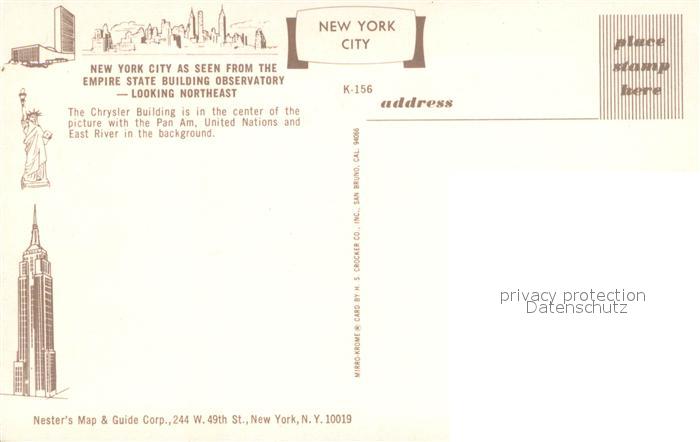 NEW YORK
CITY
place
stamp
here
NEW YORK CITY AS SEEN FROM THE
EMPIRE STATE BUILDING OBSERVATORY
— LOOKING NORTHEAST
K-156
address
The Chrysler Building is in the center of the
picture with the Pan Am, United Nations and
East River in the background.
MIRRO-KROME ® CARD BY H. S. CROCKER CO., INC., SAN BRUNO, CAL. 94066
privacy protection
Datenschutz
Nester's Map & Guide Corp., 244 W. 49th St., New York, N. Y. 10019